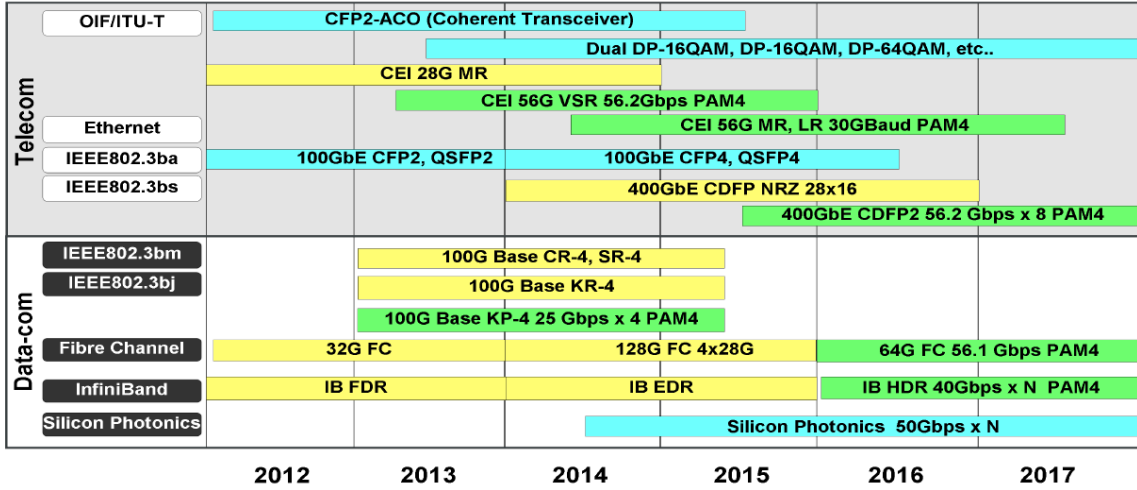 Telecom
OIF/ITU-T
CFP2-ACO (Coherent Transceiver)
Dual DP-16QAM, DP-16QAM, DP-64QAM, etc..
CEI 28G MR
CEI 56G VSR 56.2Gbps PAM4
Ethernet
CEI 56G MR, LR 30GBaud PAM4
IEEE802.3ba
100GbE CFP2, QSFP2
100GbE CFP4, QSFP4
IEEE802.3bs
400GbE CDFP NRZ 28x16
400GbE CDFP2 56.2 Gbps x 8 PAM4
Data-com
IEEE802.3bm
100G Base CR-4, SR-4
IEEE802.3bj
100G Base KR-4
100G Base KP-4 25 Gbps x 4 PAM4
Fibre Channel
32G FC
128G FC 4x28G
64G FC 56.1 Gbps PAM4
InfiniBand
IB FDR
IB EDR
IB HDR 40Gbps x N PAM4
Silicon Photonics
Silicon Photonics 50Gbps x N
2012 2013 2014 2015 2016 2017